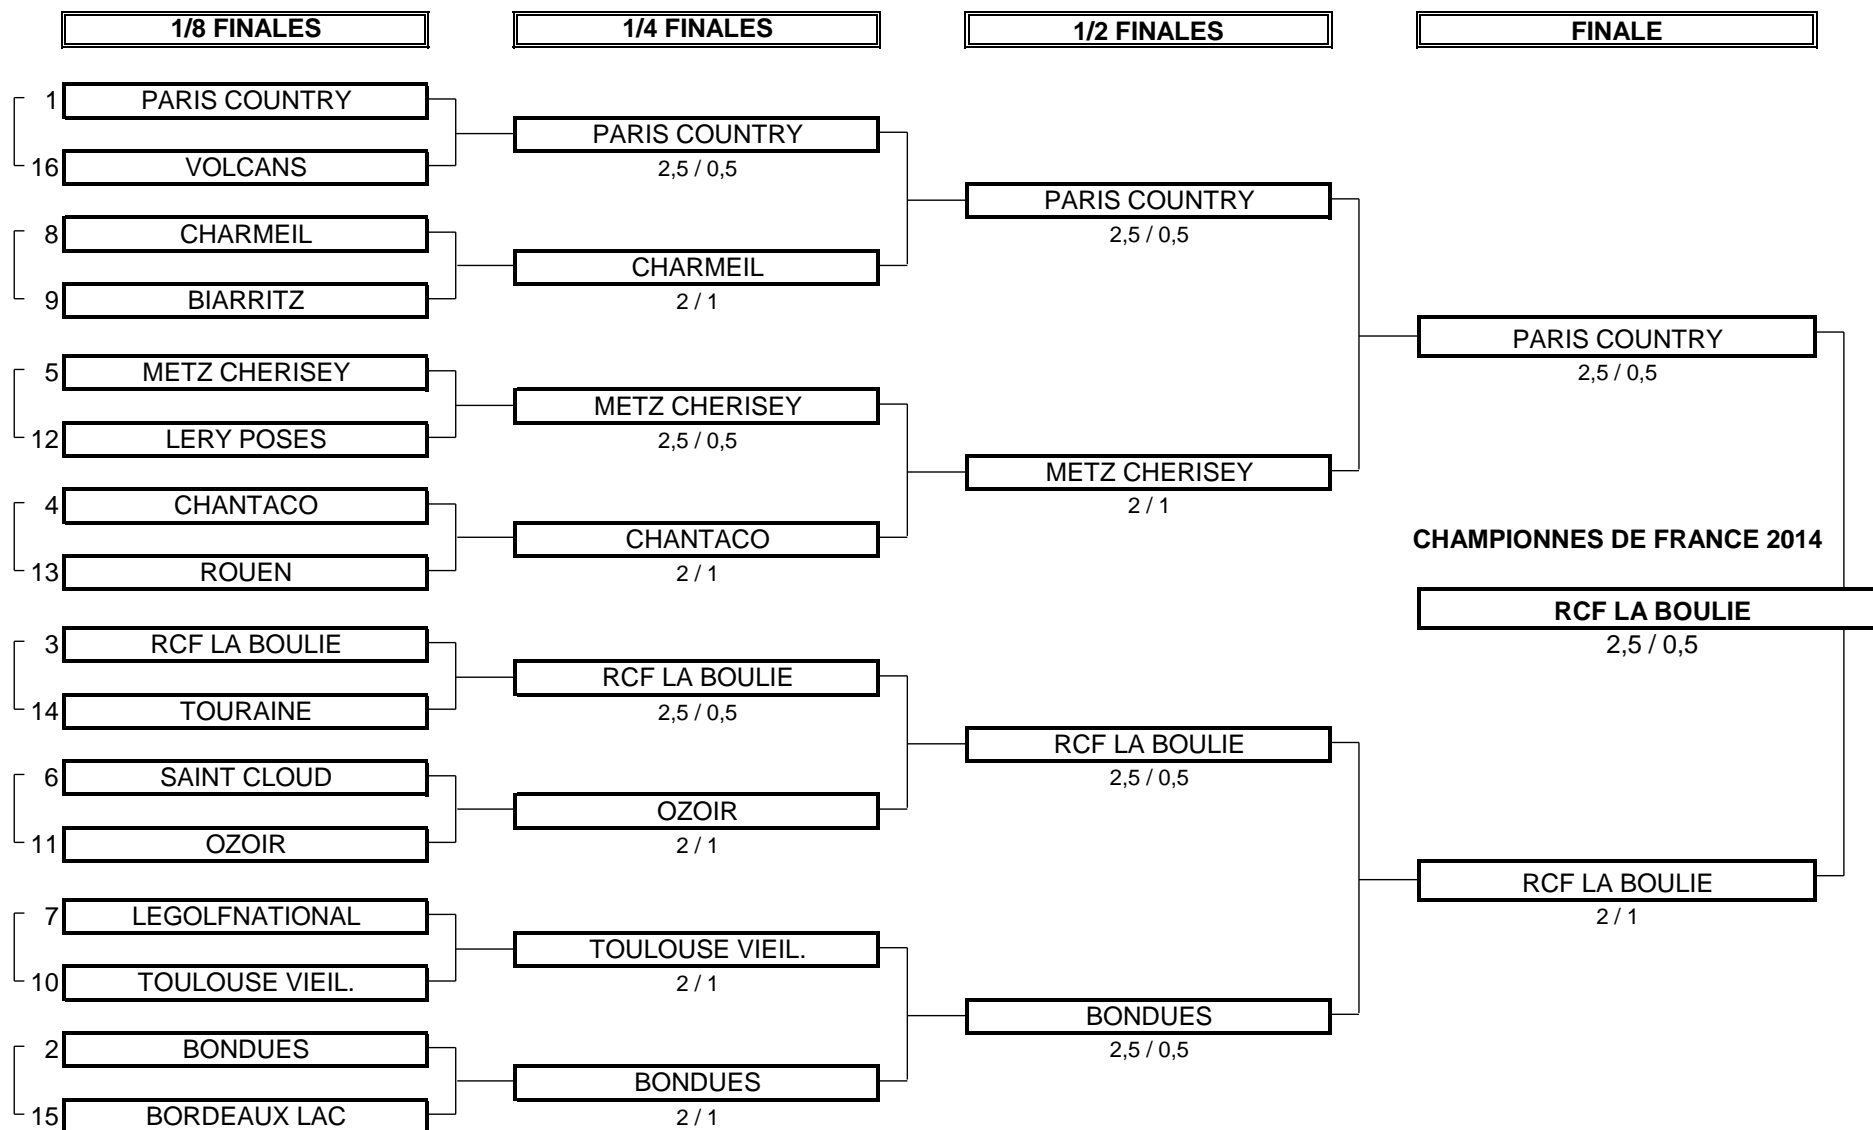 1/8 FINALES
1/4 FINALES
1/2 FINALES
FINALE
1 PARIS COUNTRY
16 VOLCANS
8 CHARMEIL
9 BIARRITZ
5 METZ CHERISEY
12 LERY POSES
4 CHANTACO
13 ROUEN
3 RCF LA BOULIE
14 TOURAINE
6 SAINT CLOUD
11 OZOIR
7 LEGOLFNATIONAL
10 TOULOUSE VIEIL.
2 BONDUES
15 BORDEAUX LAC
PARIS COUNTRY
2,5 / 0,5
CHARMEIL
2 / 1
METZ CHERISEY
2,5 / 0,5
CHANTACO
2 / 1
RCF LA BOULIE
2,5 / 0,5
OZOIR
2 / 1
TOULOUSE VIEIL.
2 / 1
BONDUES
2 / 1
PARIS COUNTRY
2,5 / 0,5
METZ CHERISEY
2 / 1
RCF LA BOULIE
2,5 / 0,5
BONDUES
2,5 / 0,5
PARIS COUNTRY
2,5 / 0,5
CHAMPIONNES DE FRANCE 2014
RCF LA BOULIE
2,5 / 0,5
RCF LA BOULIE
2 / 1